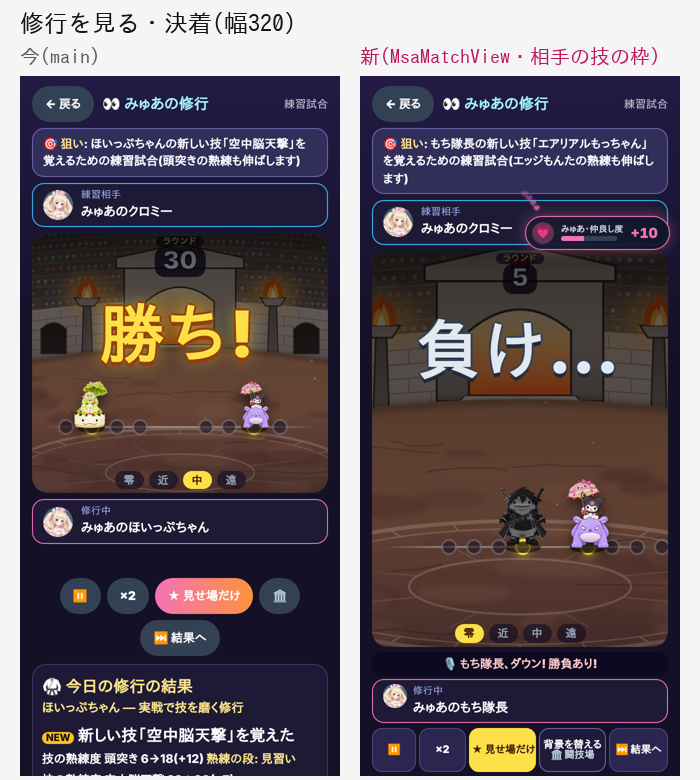 修行を見る・決着(幅320)
今(main)
← 戻る
👀 みゅあの修行
練習試合
🎯 狙い: ほいっぷちゃんの新しい技「空中脳天撃」を
覚えるための練習試合(頭突きの熟練も伸ばします)
練習相手
みゅあのクロミー
ラウンド
30
勝ち!
零 近 中 遠
修行中
みゅあのほいっぷちゃん
⏸ ×2 ★ 見せ場だけ 🏛
⏭ 結果へ
🥋 今日の修行の結果
ほいっぷちゃん — 実戦で技を磨く修行
NEW 新しい技「空中脳天撃」を覚えた
技の熟練度 頭突き 6→18(+12) 熟練の段: 見習い
新(MsaMatchView・相手の技の枠)
← 戻る
👀 みゅあの修行
練習試合
🎯 狙い: もち隊長の新しい技「エアリアルもっちゃん」
を覚えるための練習試合(エッジもんたの熟練も伸ばし
ます)
練習相手
みゅあのクロミー
みゅあ・仲良し度
+10
ラウンド
5
負け...
零 近 中 遠
🎙 もち隊長、ダウン! 勝負あり!
修行中
みゅあのもち隊長
⏸ ×2 ★ 見せ場だけ
背景を替える
🏛 闘技場
⏭ 結果へ